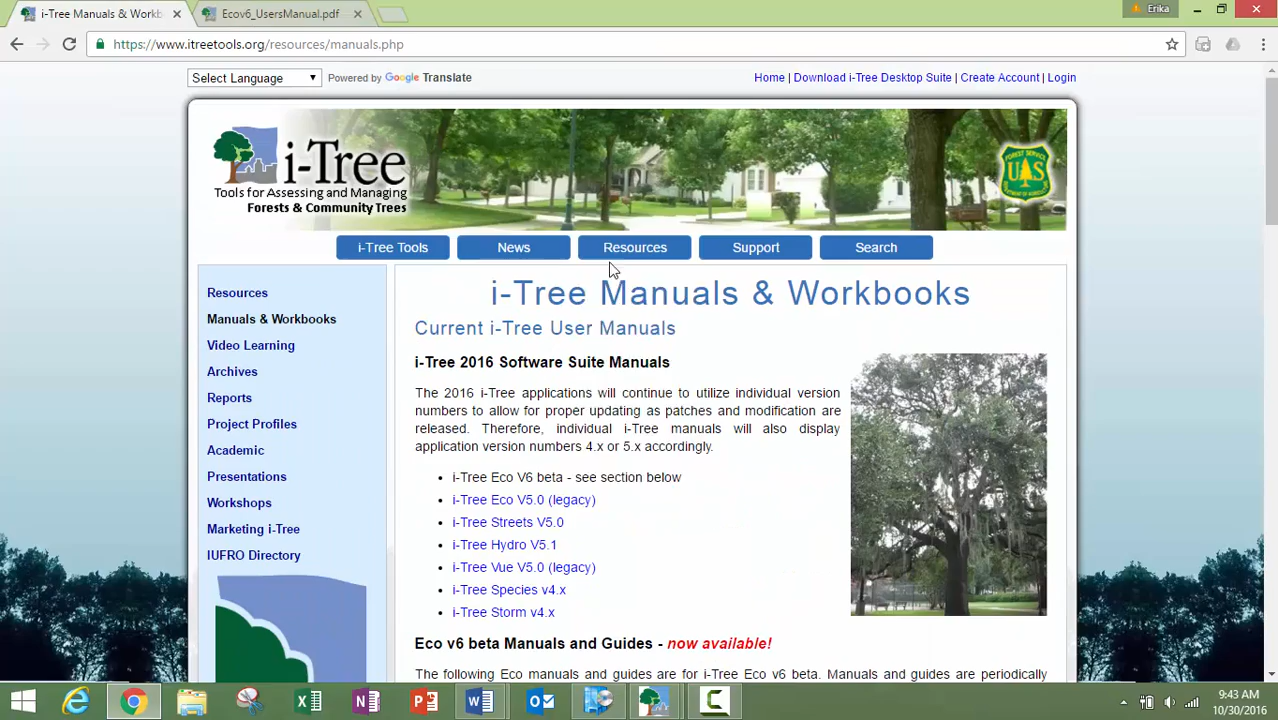 i-Tree Manuals & Workb
Ecov6_UsersManual.pdf
Erika
https://www.itreetools.org/resources/manuals.php
Select Language
Powered by Google Translate
Home | Download i-Tree Desktop Suite | Create Account | Login
i-Tree
Tools for Assessing and Managing
Forests & Community Trees
FOREST SERVICE
U S
i-Tree Tools
News
Resources
Support
Search
Resources
Manuals & Workbooks
Video Learning
Archives
Reports
Project Profiles
Academic
Presentations
Workshops
Marketing i-Tree
IUFRO Directory
i-Tree Manuals & Workbooks
Current i-Tree User Manuals
i-Tree 2016 Software Suite Manuals
The 2016 i-Tree applications will continue to utilize individual version
numbers to allow for proper updating as patches and modification are
released. Therefore, individual i-Tree manuals will also display
application version numbers 4.x or 5.x accordingly.
i-Tree Eco V6 beta - see section below
i-Tree Eco V5.0 (legacy)
i-Tree Streets V5.0
i-Tree Hydro V5.1
i-Tree Vue V5.0 (legacy)
i-Tree Species v4.x
i-Tree Storm v4.x
Eco v6 beta Manuals and Guides - now available!
The following Eco manuals and guides are for i-Tree Eco v6 beta. Manuals and guides are periodically
9:43 AM
10/30/2016